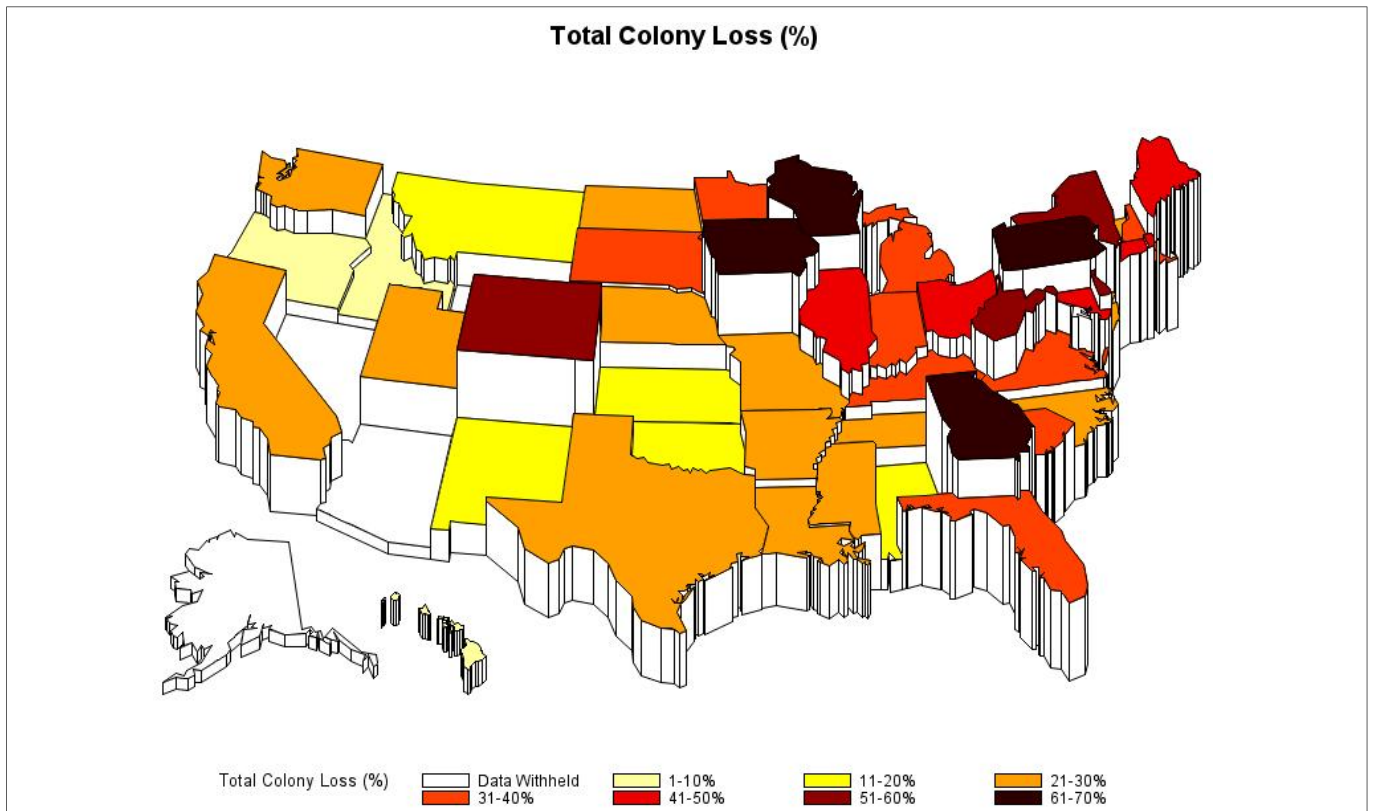 Total Colony Loss (%)
Total Colony Loss (%) Data Withheld 1-10% 11-20% 21-30%
31-40% 41-50% 51-60% 61-70%